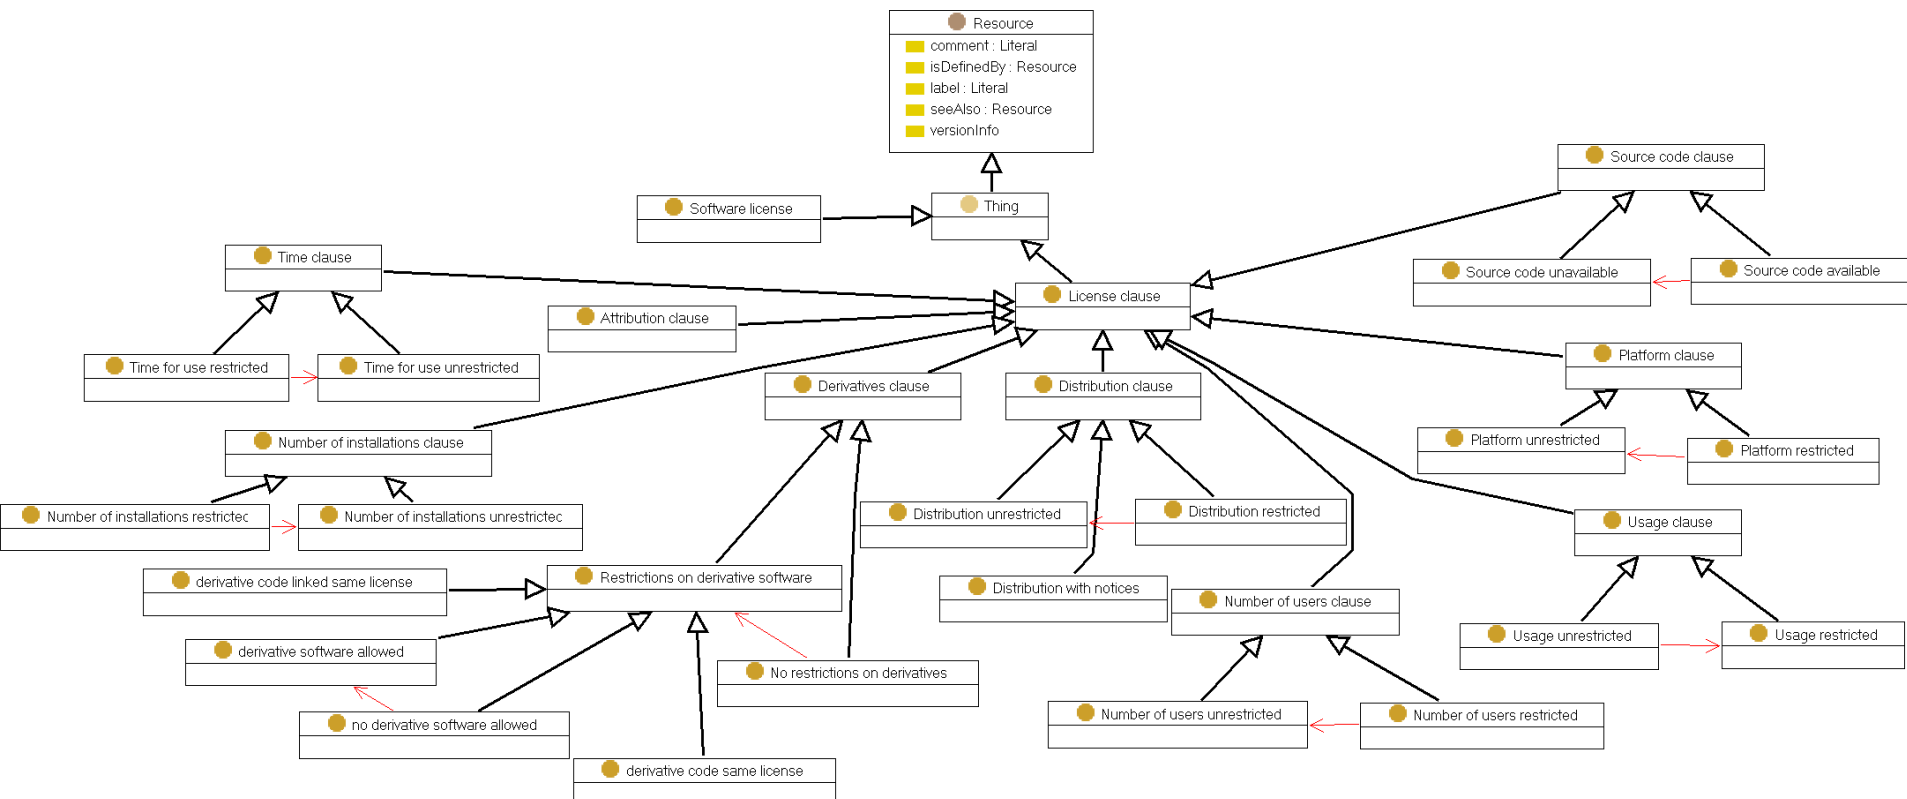 Resource
comment : Literal
isDefinedBy : Resource
label : Literal
seeAlso : Resource
versionInfo
Source code clause
Software license
Thing
Time clause
Source code unavailable
Source code available
License clause
Attribution clause
Platform clause
Time for use restricted
Time for use unrestricted
Derivatives clause
Distribution clause
Number of installations clause
Platform unrestricted
Platform restricted
Number of installations restrictec
Number of installations unrestrictec
Distribution unrestricted
Distribution restricted
Usage clause
derivative code linked same license
Restrictions on derivative software
Distribution with notices
Number of users clause
Usage unrestricted
Usage restricted
derivative software allowed
No restrictions on derivatives
no derivative software allowed
Number of users unrestricted
Number of users restricted
derivative code same license